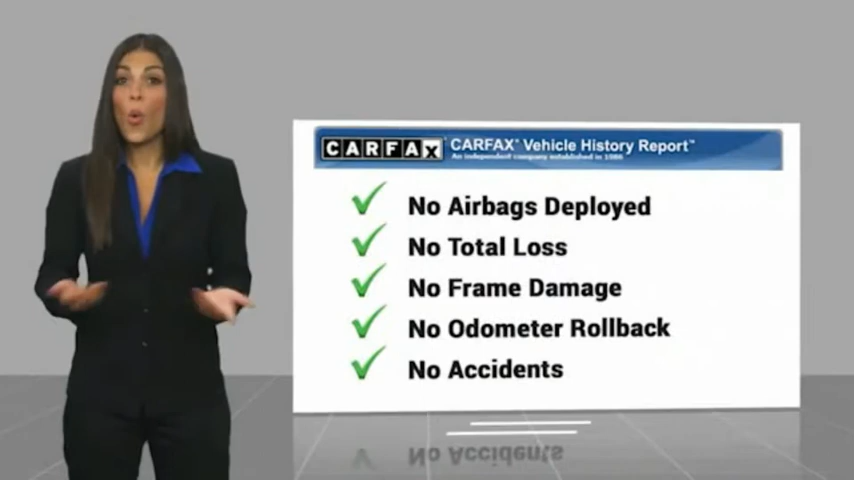 CARFAX CARFAX® Vehicle History Report™
An independent company established in 1986
No Airbags Deployed
No Total Loss
No Frame Damage
No Odometer Rollback
No Accidents
No Accidents